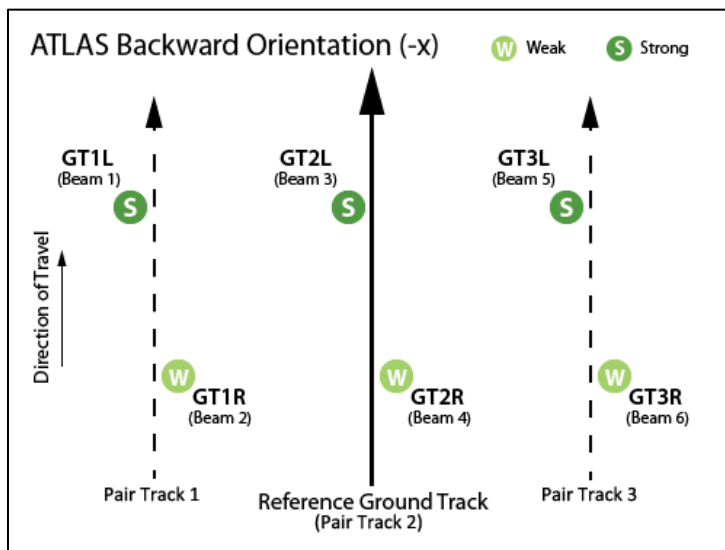 ATLAS Backward Orientation (-x)
W Weak
S Strong
GT1L
(Beam 1)
S
GT2L
(Beam 3)
S
GT3L
(Beam 5)
S
Direction of Travel
W
GT1R
(Beam 2)
W
GT2R
(Beam 4)
W
GT3R
(Beam 6)
Pair Track 1
Reference Ground Track
(Pair Track 2)
Pair Track 3